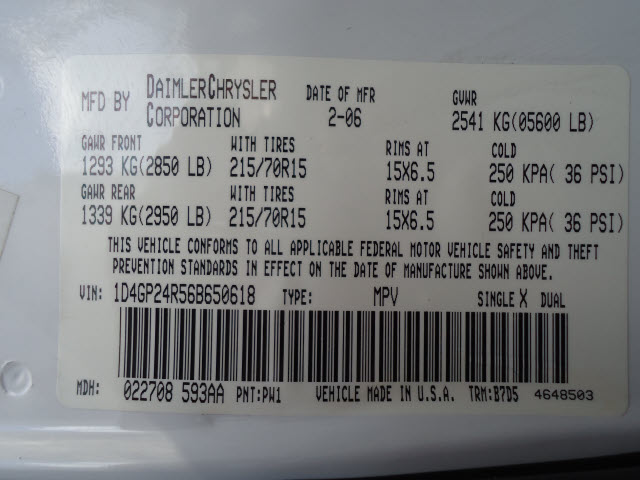 MFD BY DAIMLERCHRYSLER CORPORATION DATE OF MFR 2-06 GVWR 2541 KG(05600 LB)
GAWR FRONT WITH TIRES RIMS AT COLD
1293 KG(2850 LB) 215/70R15 15X6.5 250 KPA( 36 PSI)
GAWR REAR WITH TIRES RIMS AT COLD
1339 KG(2950 LB) 215/70R15 15X6.5 250 KPA( 36 PSI)
THIS VEHICLE CONFORMS TO ALL APPLICABLE FEDERAL MOTOR VEHICLE SAFETY AND THEFT
PREVENTION STANDARDS IN EFFECT ON THE DATE OF MANUFACTURE SHOWN ABOVE.
VIN: 1D4GP24R56B650618 TYPE: MPV SINGLE X DUAL
MDH: 022708 593AA PNT:PW1 VEHICLE MADE IN U.S.A. TRM:B7D5 4648503